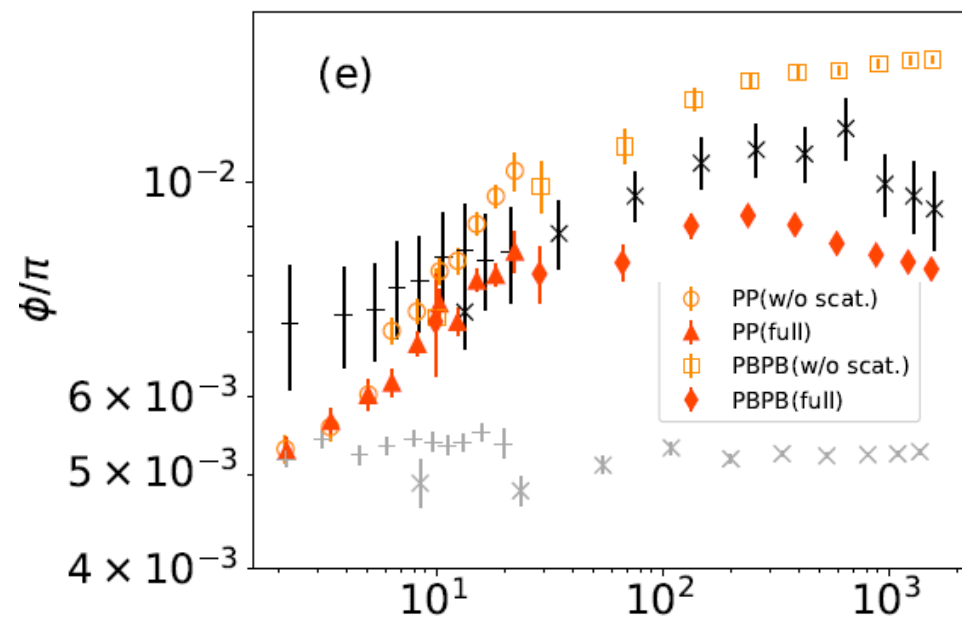 (e)
ϕ/π
10⁻²
6 × 10⁻³
5 × 10⁻³
4 × 10⁻³
PP(w/o scat.)
PP(full)
PBPB(w/o scat.)
PBPB(full)
10¹
10²
10³